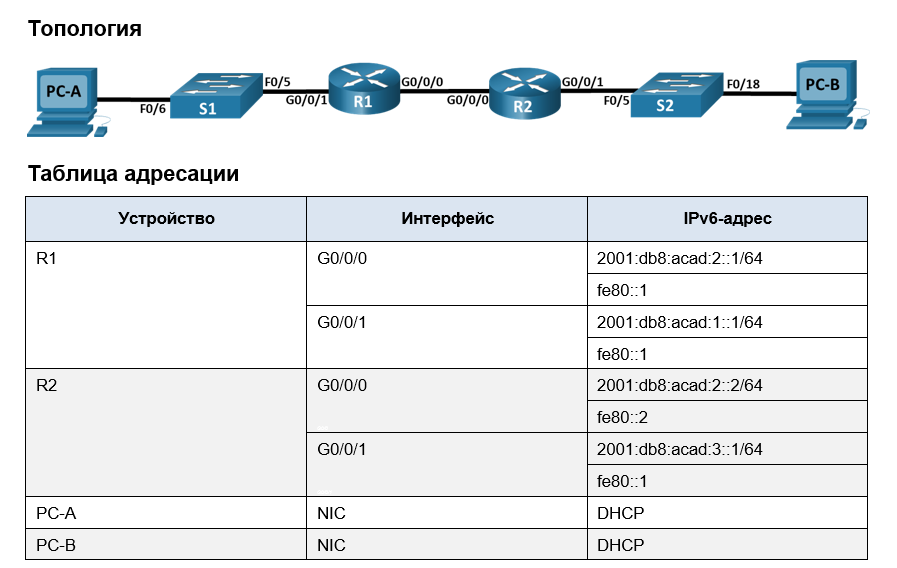 Топология
PC-A
F0/6
S1
F0/5
G0/0/1
R1
G0/0/0
G0/0/0
R2
G0/0/1
F0/5
S2
F0/18
PC-B
Таблица адресации
Устройство Интерфейс IPv6-адрес
R1 G0/0/0 2001:db8:acad:2::1/64
fe80::1
G0/0/1 2001:db8:acad:1::1/64
fe80::1
R2 G0/0/0 2001:db8:acad:2::2/64
fe80::2
G0/0/1 2001:db8:acad:3::1/64
fe80::1
PC-A NIC DHCP
PC-B NIC DHCP